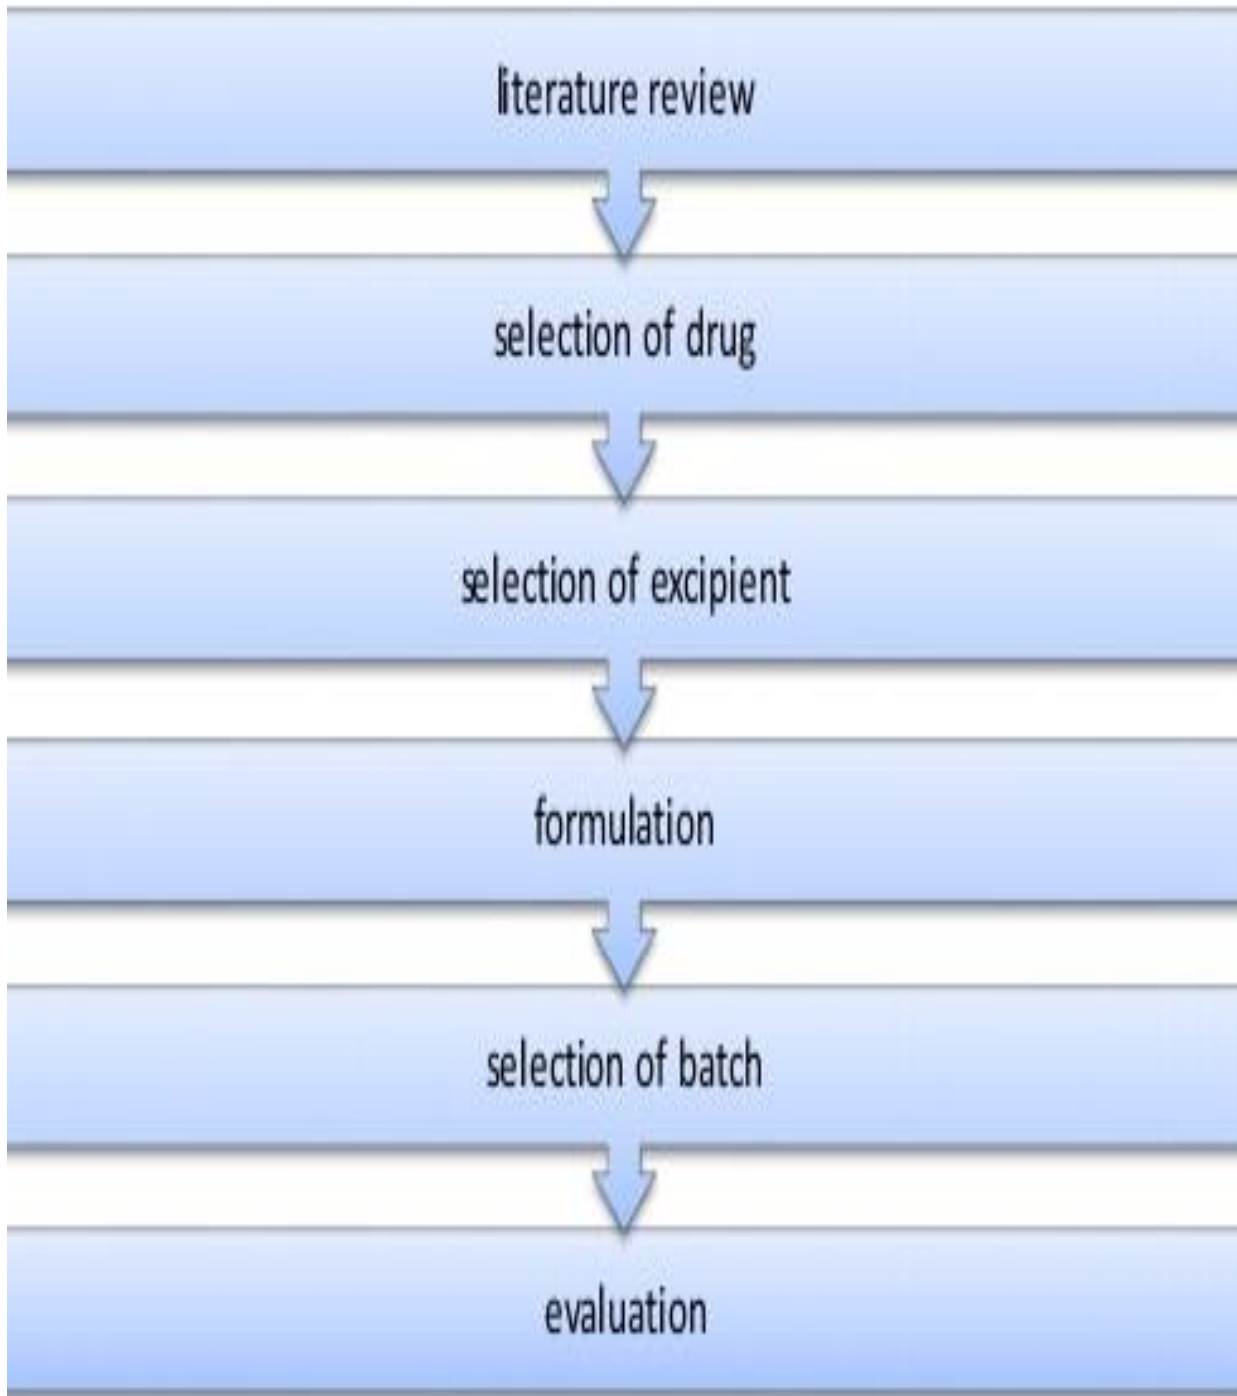 literature review
selection of drug
selection of excipient
formulation
selection of batch
evaluation